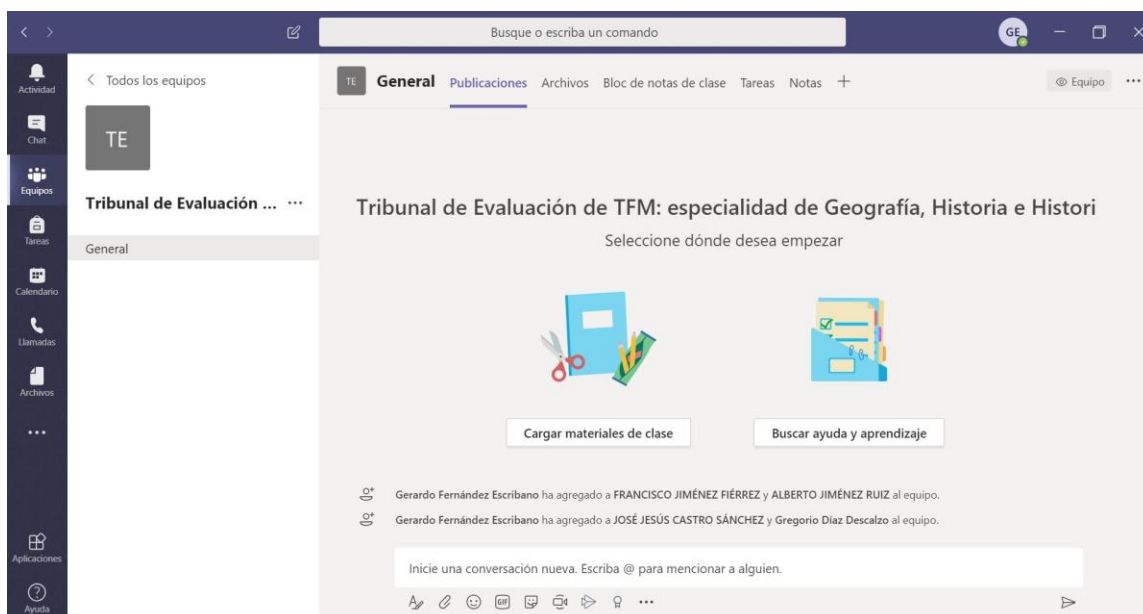 Busque o escriba un comando
GE
Actividad
Chat
Equipos
Tareas
Calendario
Llamadas
Archivos
Aplicaciones
Ayuda
Todos los equipos
TE
Tribunal de Evaluación ...
General
TE General Publicaciones Archivos Bloc de notas de clase Tareas Notas
Equipo
Tribunal de Evaluación de TFM: especialidad de Geografía, Historia e Histori
Seleccione dónde desea empezar
Cargar materiales de clase
Buscar ayuda y aprendizaje
Gerardo Fernández Escribano ha agregado a FRANCISCO JIMÉNEZ FIÉRREZ y ALBERTO JIMÉNEZ RUIZ al equipo.
Gerardo Fernández Escribano ha agregado a JOSÉ JESÚS CASTRO SÁNCHEZ y Gregorio Díaz Descalzo al equipo.
Inicie una conversación nueva. Escriba @ para mencionar a alguien.
GIF